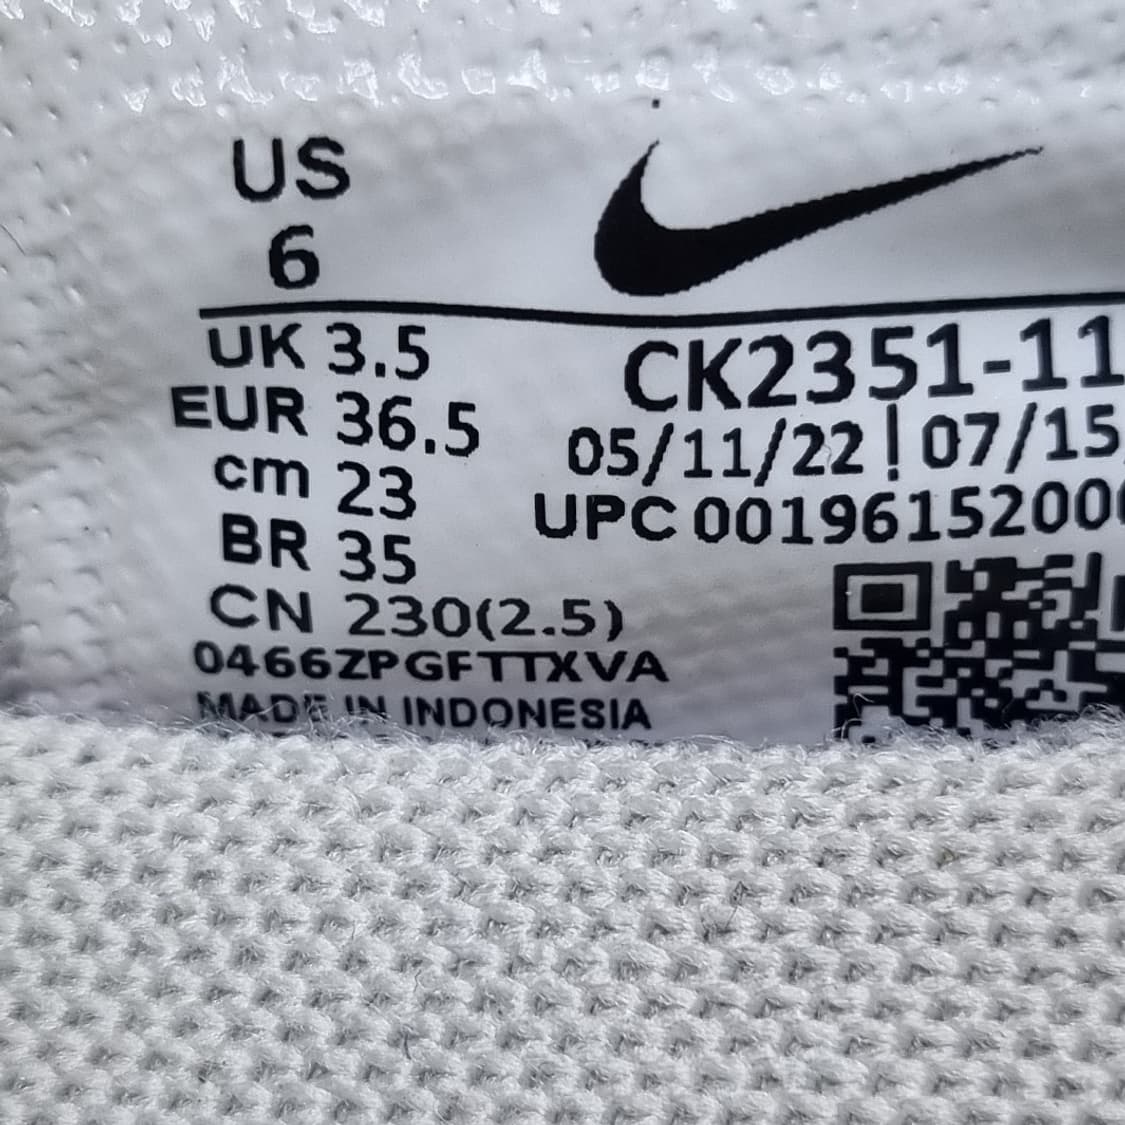 US
6
UK 3.5
EUR 36.5
cm 23
BR 35
CN 230(2.5)
0466ZPGFTTXVA
MADE IN INDONESIA
CK2351-11
05/11/22 | 07/15
UPC 00196152000